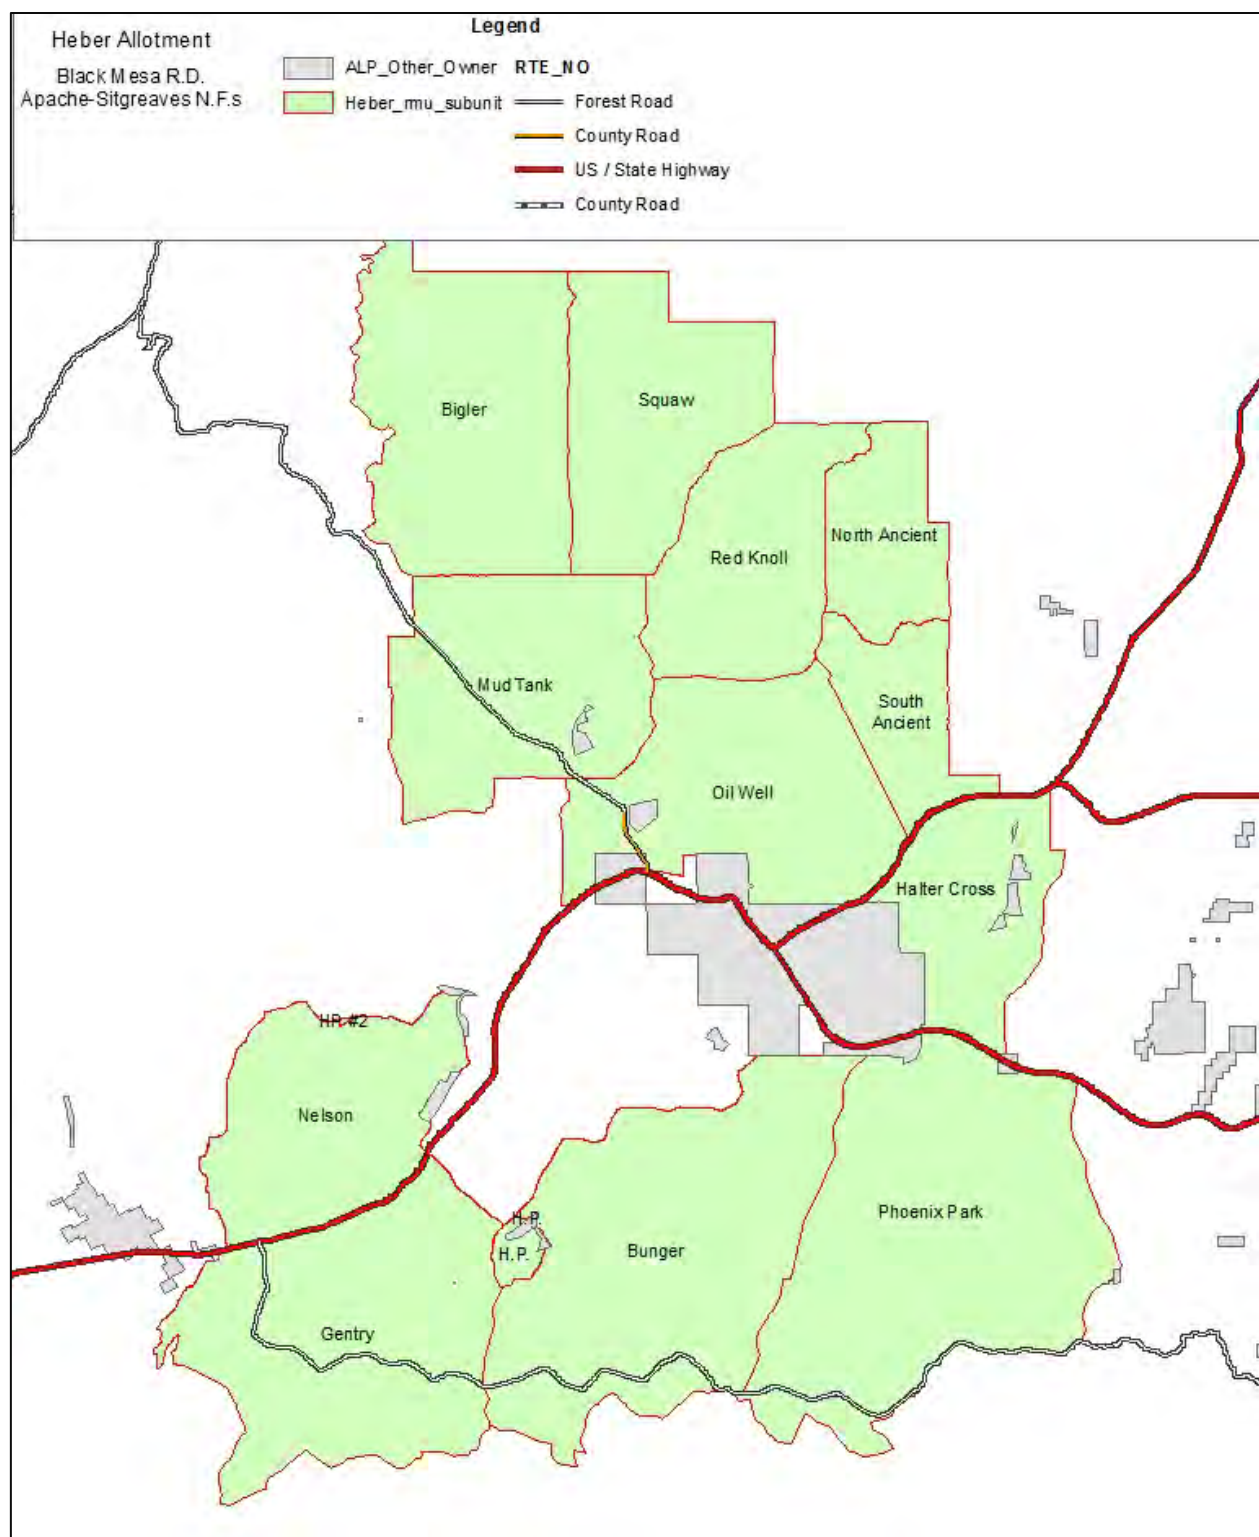 Heber Allotment
Black Mesa R.D.
Apache-Sitgreaves N.F.s
Legend
ALP_Other_Owner
Heber_rmu_subunit
RTE_NO
Forest Road
County Road
US / State Highway
County Road
Bigler
Squaw
Red Knoll
North Ancient
Mud Tank
South
Ancient
Oil Well
Halter Cross
HP. #2
Nelson
Phoenix Park
H.P.
H.P.
Bunger
Gentry